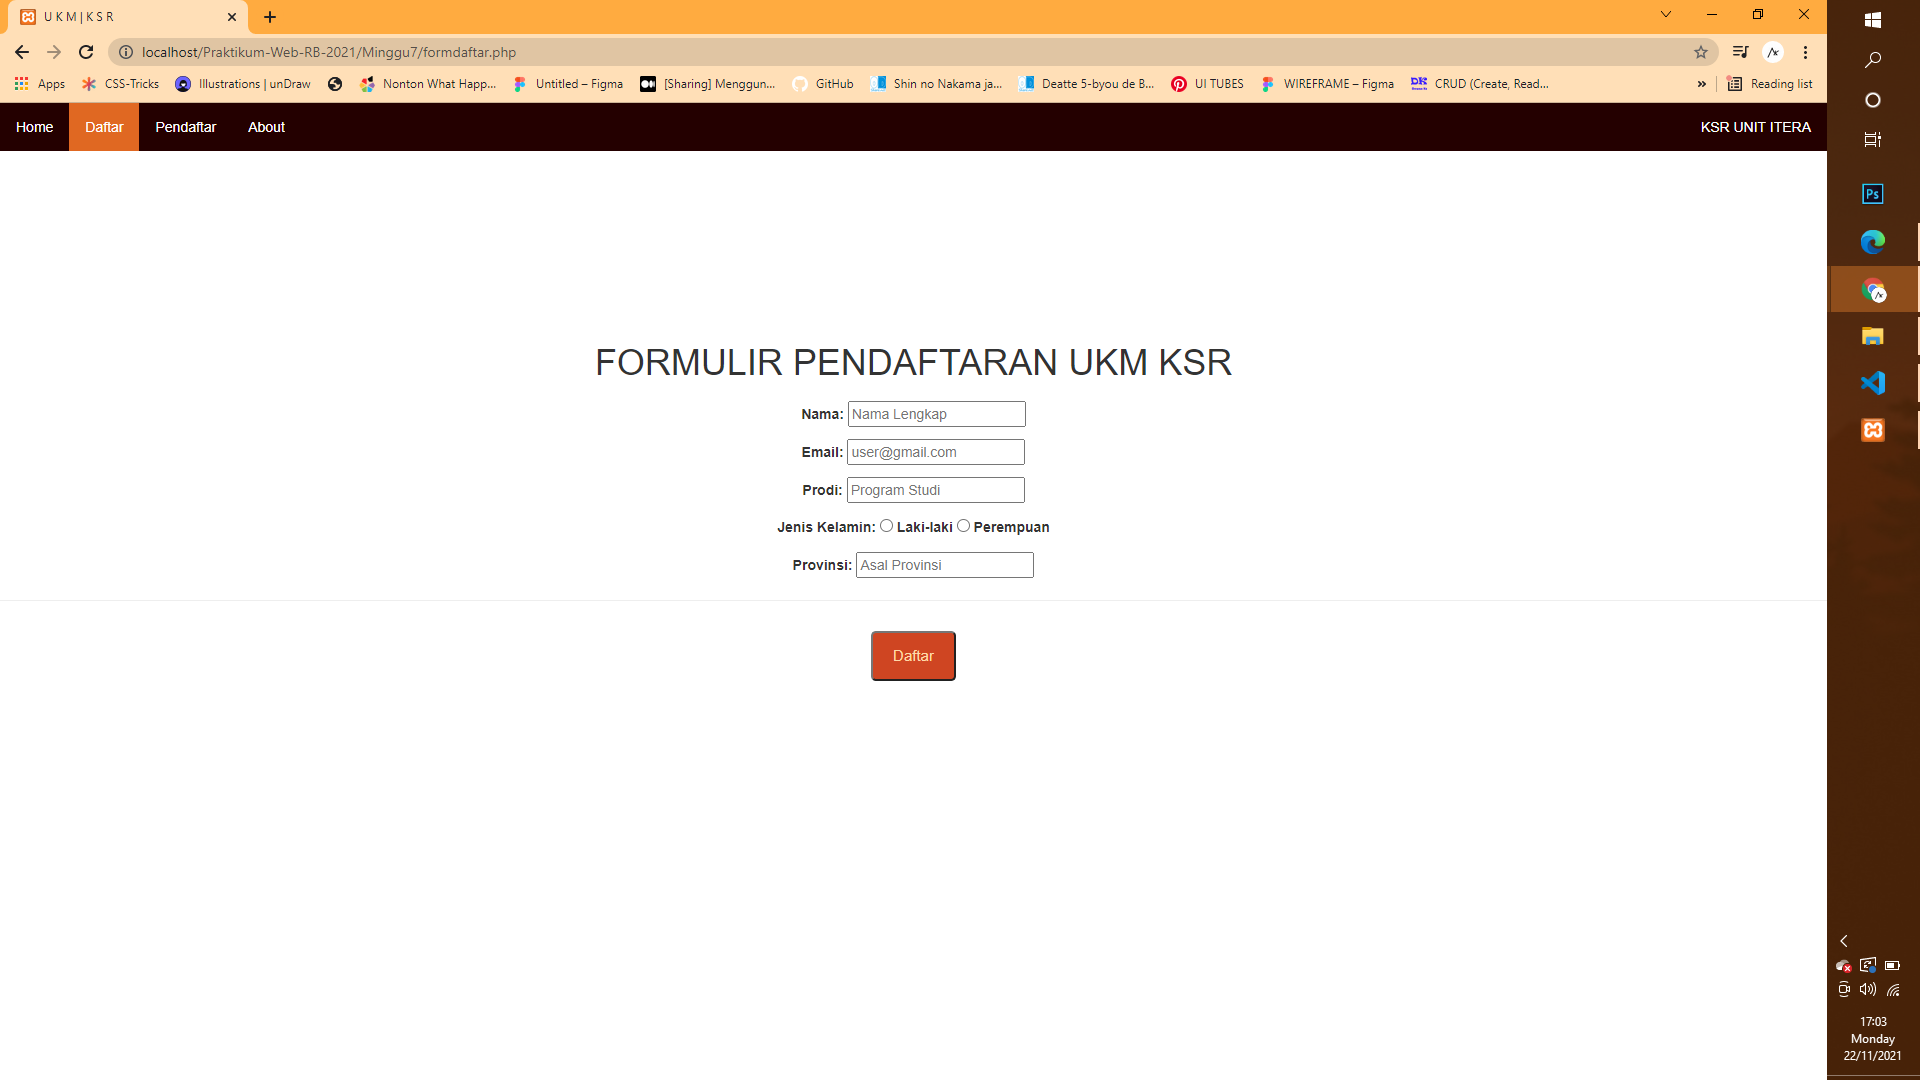 U K M | K S R
localhost/Praktikum-Web-RB-2021/Minggu7/formdaftar.php
Apps CSS-Tricks Illustrations | unDraw Nonton What Happ... Untitled – Figma [Sharing] Menggun... GitHub Shin no Nakama ja... Deatte 5-byou de B... UI TUBES WIREFRAME – Figma CRUD (Create, Read... » Reading list
Home Daftar Pendaftar About KSR UNIT ITERA
FORMULIR PENDAFTARAN UKM KSR
Nama: Nama Lengkap
Email: user@gmail.com
Prodi: Program Studi
Jenis Kelamin: Laki-laki Perempuan
Provinsi: Asal Provinsi
Daftar
Ps
17:03
Monday
22/11/2021